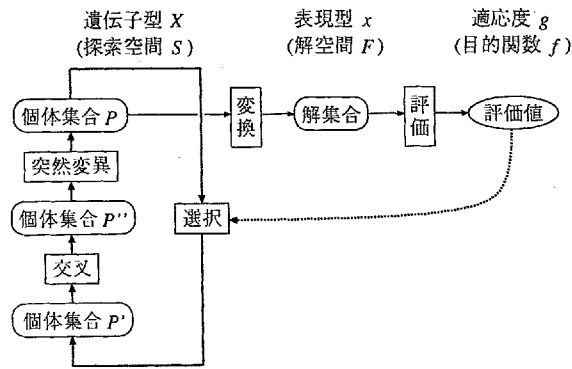 遺伝子型 X
(探索空間 S)
表現型 x
(解空間 F)
適応度 g
(目的関数 f)
個体集合 P
変換
解集合
評価
評価値
突然変異
個体集合 P''
選択
交叉
個体集合 P'